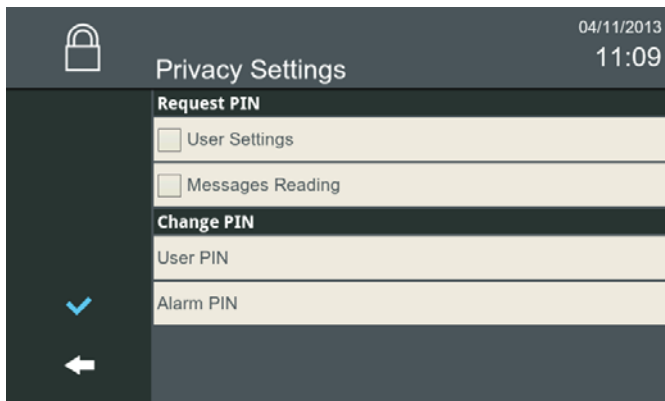 04/11/2013
11:09
Privacy Settings
Request PIN
User Settings
Messages Reading
Change PIN
User PIN
Alarm PIN